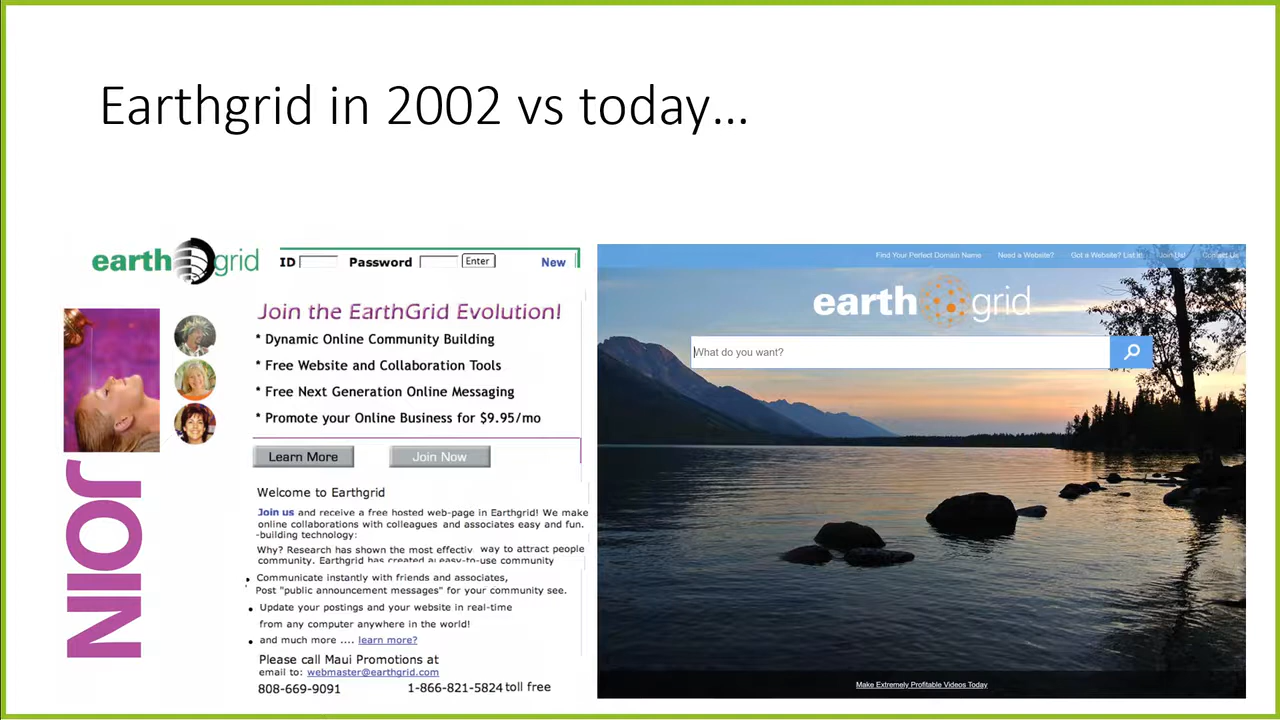 Earthgrid in 2002 vs today...
earth grid
ID Password Enter New
Join the EarthGrid Evolution!
* Dynamic Online Community Building
* Free Website and Collaboration Tools
* Free Next Generation Online Messaging
* Promote your Online Business for $9.95/mo
Learn More Join Now
JOIN
Welcome to Earthgrid
Join us and receive a free hosted web-page in Earthgrid! We make
online collaborations with colleagues and associates easy and fun.
-building technology:
Why? Research has shown the most effectiv way to attract people
community. Earthgrid has created a easy-to-use community
• Communicate instantly with friends and associates,
Post "public announcement messages" for your community see.
• Update your postings and your website in real-time
from any computer anywhere in the world!
• and much more .... learn more?
Please call Maui Promotions at
email to: webmaster@earthgrid.com
808-669-9091 1-866-821-5824 toll free
Find Your Perfect Domain Name Need a Website? Got a Website? List it! Join Us! Contact Us
earth grid
What do you want?
Make Extremely Profitable Videos Today